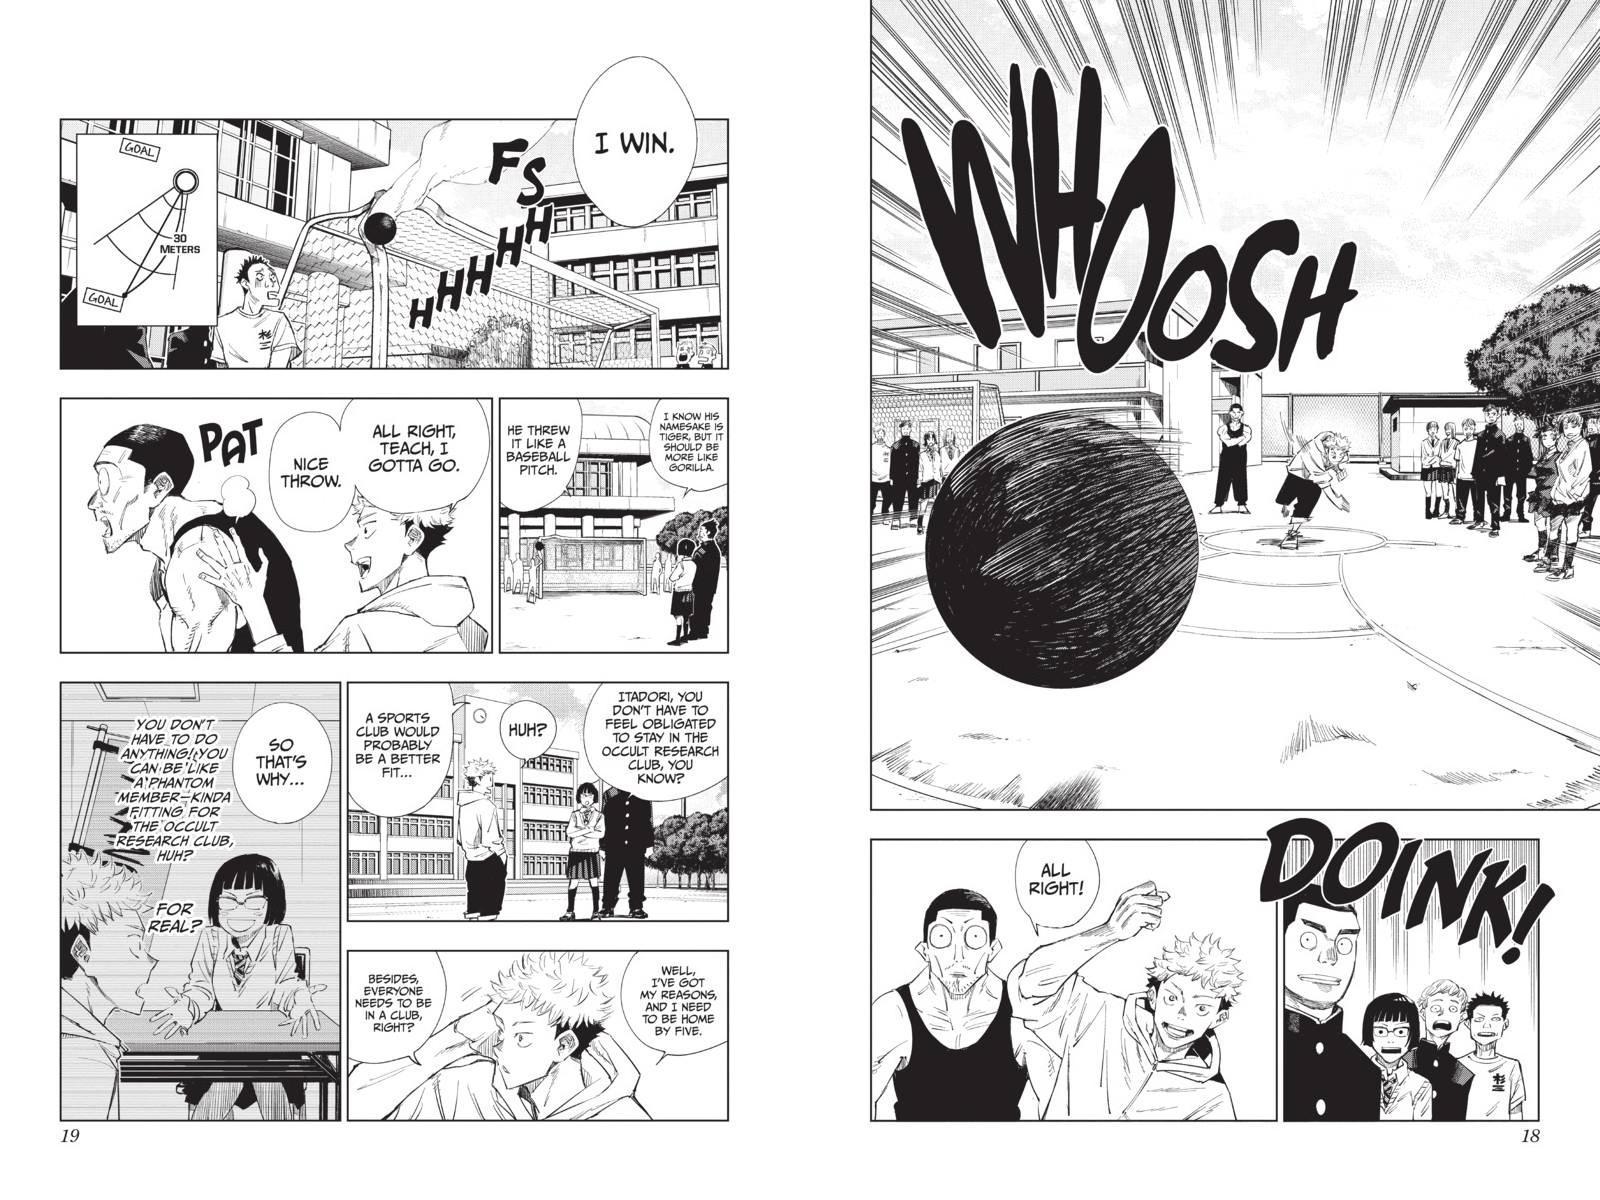 WHOOSH
DOINK!
ALL
RIGHT!
18
I WIN.
FSHHHHH
GOAL
30
METERS
GOAL
杉
三
I KNOW HIS
NAMESAKE IS
TIGER, BUT IT
SHOULD BE
MORE LIKE
GORILLA.
HE THREW
IT LIKE A
BASEBALL
PITCH.
ALL RIGHT,
TEACH, I
GOTTA GO.
NICE
THROW.
PAT
ITADORI, YOU
DON'T HAVE TO
FEEL OBLIGATED
TO STAY IN THE
OCCULT RESEARCH
CLUB, YOU
KNOW?
HUH?
A SPORTS
CLUB WOULD
PROBABLY
BE A BETTER
FIT...
WELL,
I'VE GOT
MY REASONS,
AND I NEED
TO BE HOME
BY FIVE.
BESIDES,
EVERYONE
NEEDS TO BE
IN A CLUB,
RIGHT?
SO
THAT'S
WHY...
YOU DON'T
HAVE TO DO
ANYTHING! YOU
CAN BE LIKE
A PHANTOM
MEMBER—KINDA
FITTING FOR
THE OCCULT
RESEARCH CLUB,
HUH?
FOR
REAL?
19